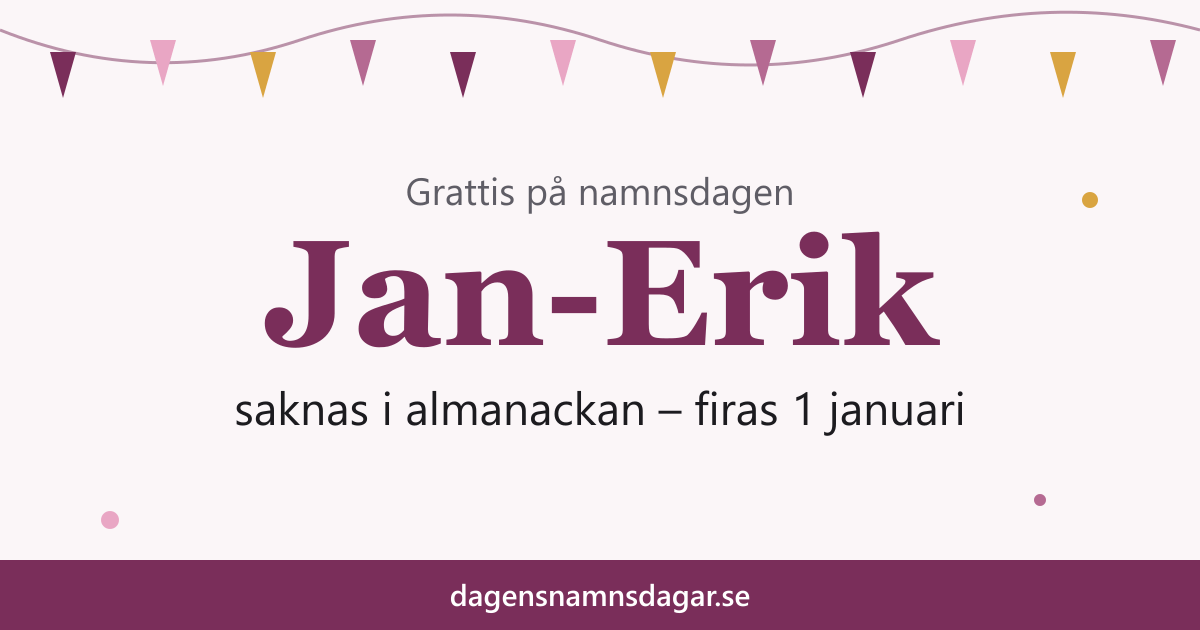 Grattis på namnsdagen
Jan-Erik
saknas i almanackan – firas 1 januari
dagensnamnsdagar.se